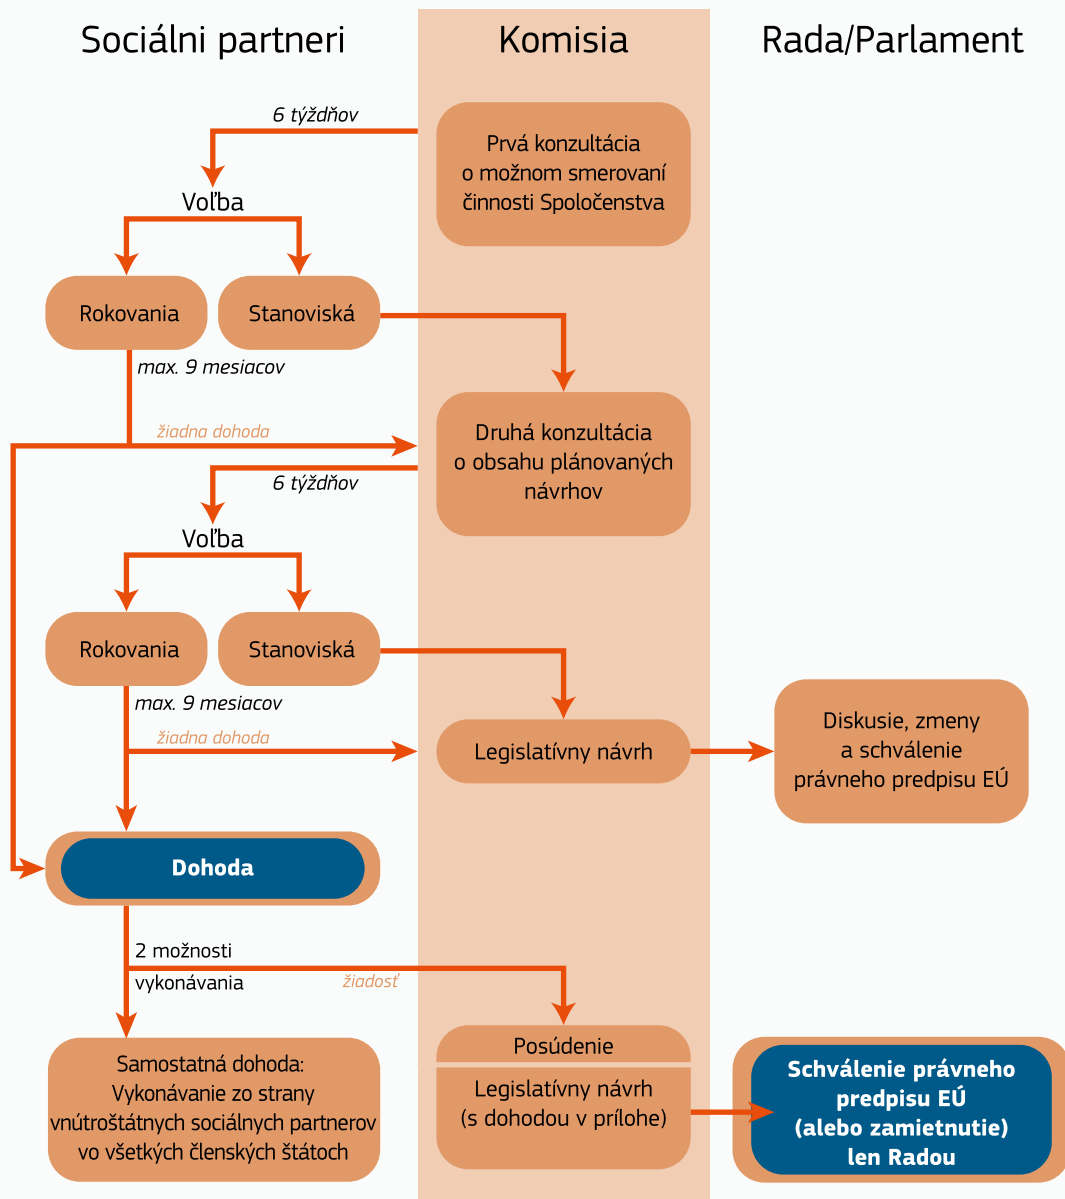 Sociálni partneri
Komisia
Rada/Parlament
6 týždňov
Prvá konzultácia
o možnom smerovaní
činnosti Spoločenstva
Voľba
Rokovania
Stanoviská
max. 9 mesiacov
žiadna dohoda
Druhá konzultácia
o obsahu plánovaných
návrhov
6 týždňov
Voľba
Rokovania
Stanoviská
max. 9 mesiacov
žiadna dohoda
Legislatívny návrh
Diskusie, zmeny
a schválenie
právneho predpisu EÚ
Dohoda
2 možnosti
vykonávania
žiadosť
Samostatná dohoda:
Vykonávanie zo strany
vnútroštátnych sociálnych partnerov
vo všetkých členských štátoch
Posúdenie
Legislatívny návrh
(s dohodou v prílohe)
Schválenie právneho
predpisu EÚ
(alebo zamietnutie)
len Radou